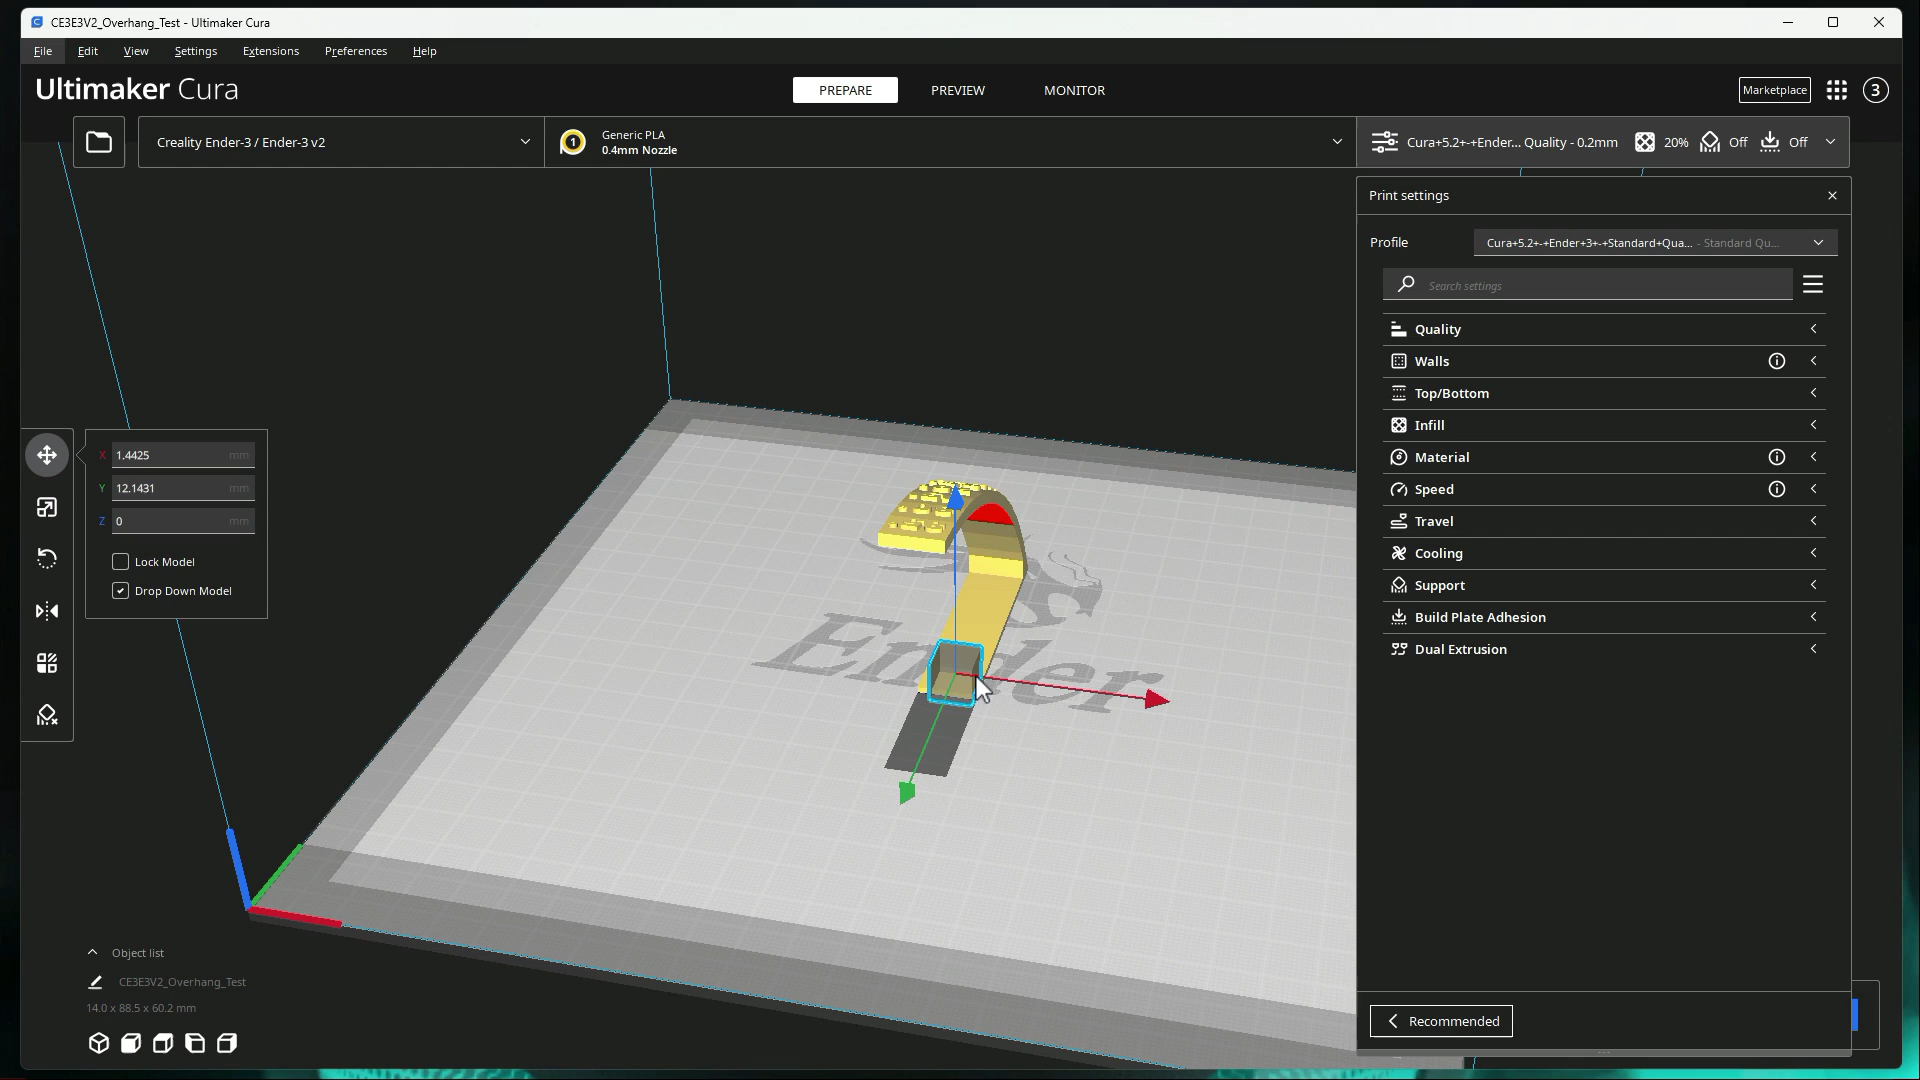 CE3E3V2_Overhang_Test - Ultimaker Cura
File Edit View Settings Extensions Preferences Help
Ultimaker Cura
PREPARE PREVIEW MONITOR
Marketplace
3
Creality Ender-3 / Ender-3 v2
1
Generic PLA
0.4mm Nozzle
Cura+5.2+-+Ender... Quality - 0.2mm 20% Off Off
Print settings
Profile Cura+5.2+-+Ender+3+-+Standard+Qua... - Standard Qu...
Search settings
Quality
Walls
Top/Bottom
Infill
Material
Speed
Travel
Cooling
Support
Build Plate Adhesion
Dual Extrusion
Recommended
X 1.4425 mm
Y 12.1431 mm
Z 0 mm
Lock Model
Drop Down Model
Ender
Object list
CE3E3V2_Overhang_Test
14.0 x 88.5 x 60.2 mm